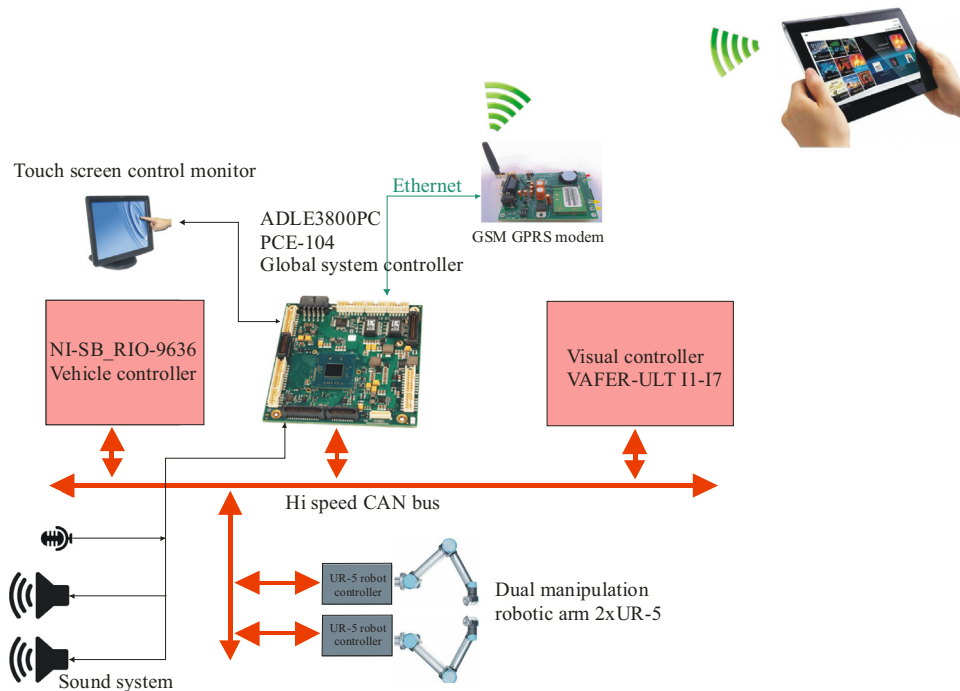 Touch screen control monitor
Ethernet
ADLE3800PC
PCE-104
Global system controller
GSM GPRS modem
NI-SB_RIO-9636
Vehicle controller
Visual controller
VAFER-ULT I1-I7
Hi speed CAN bus
UR-5 robot
controller
Dual manipulation
robotic arm 2xUR-5
UR-5 robot
controller
Sound system